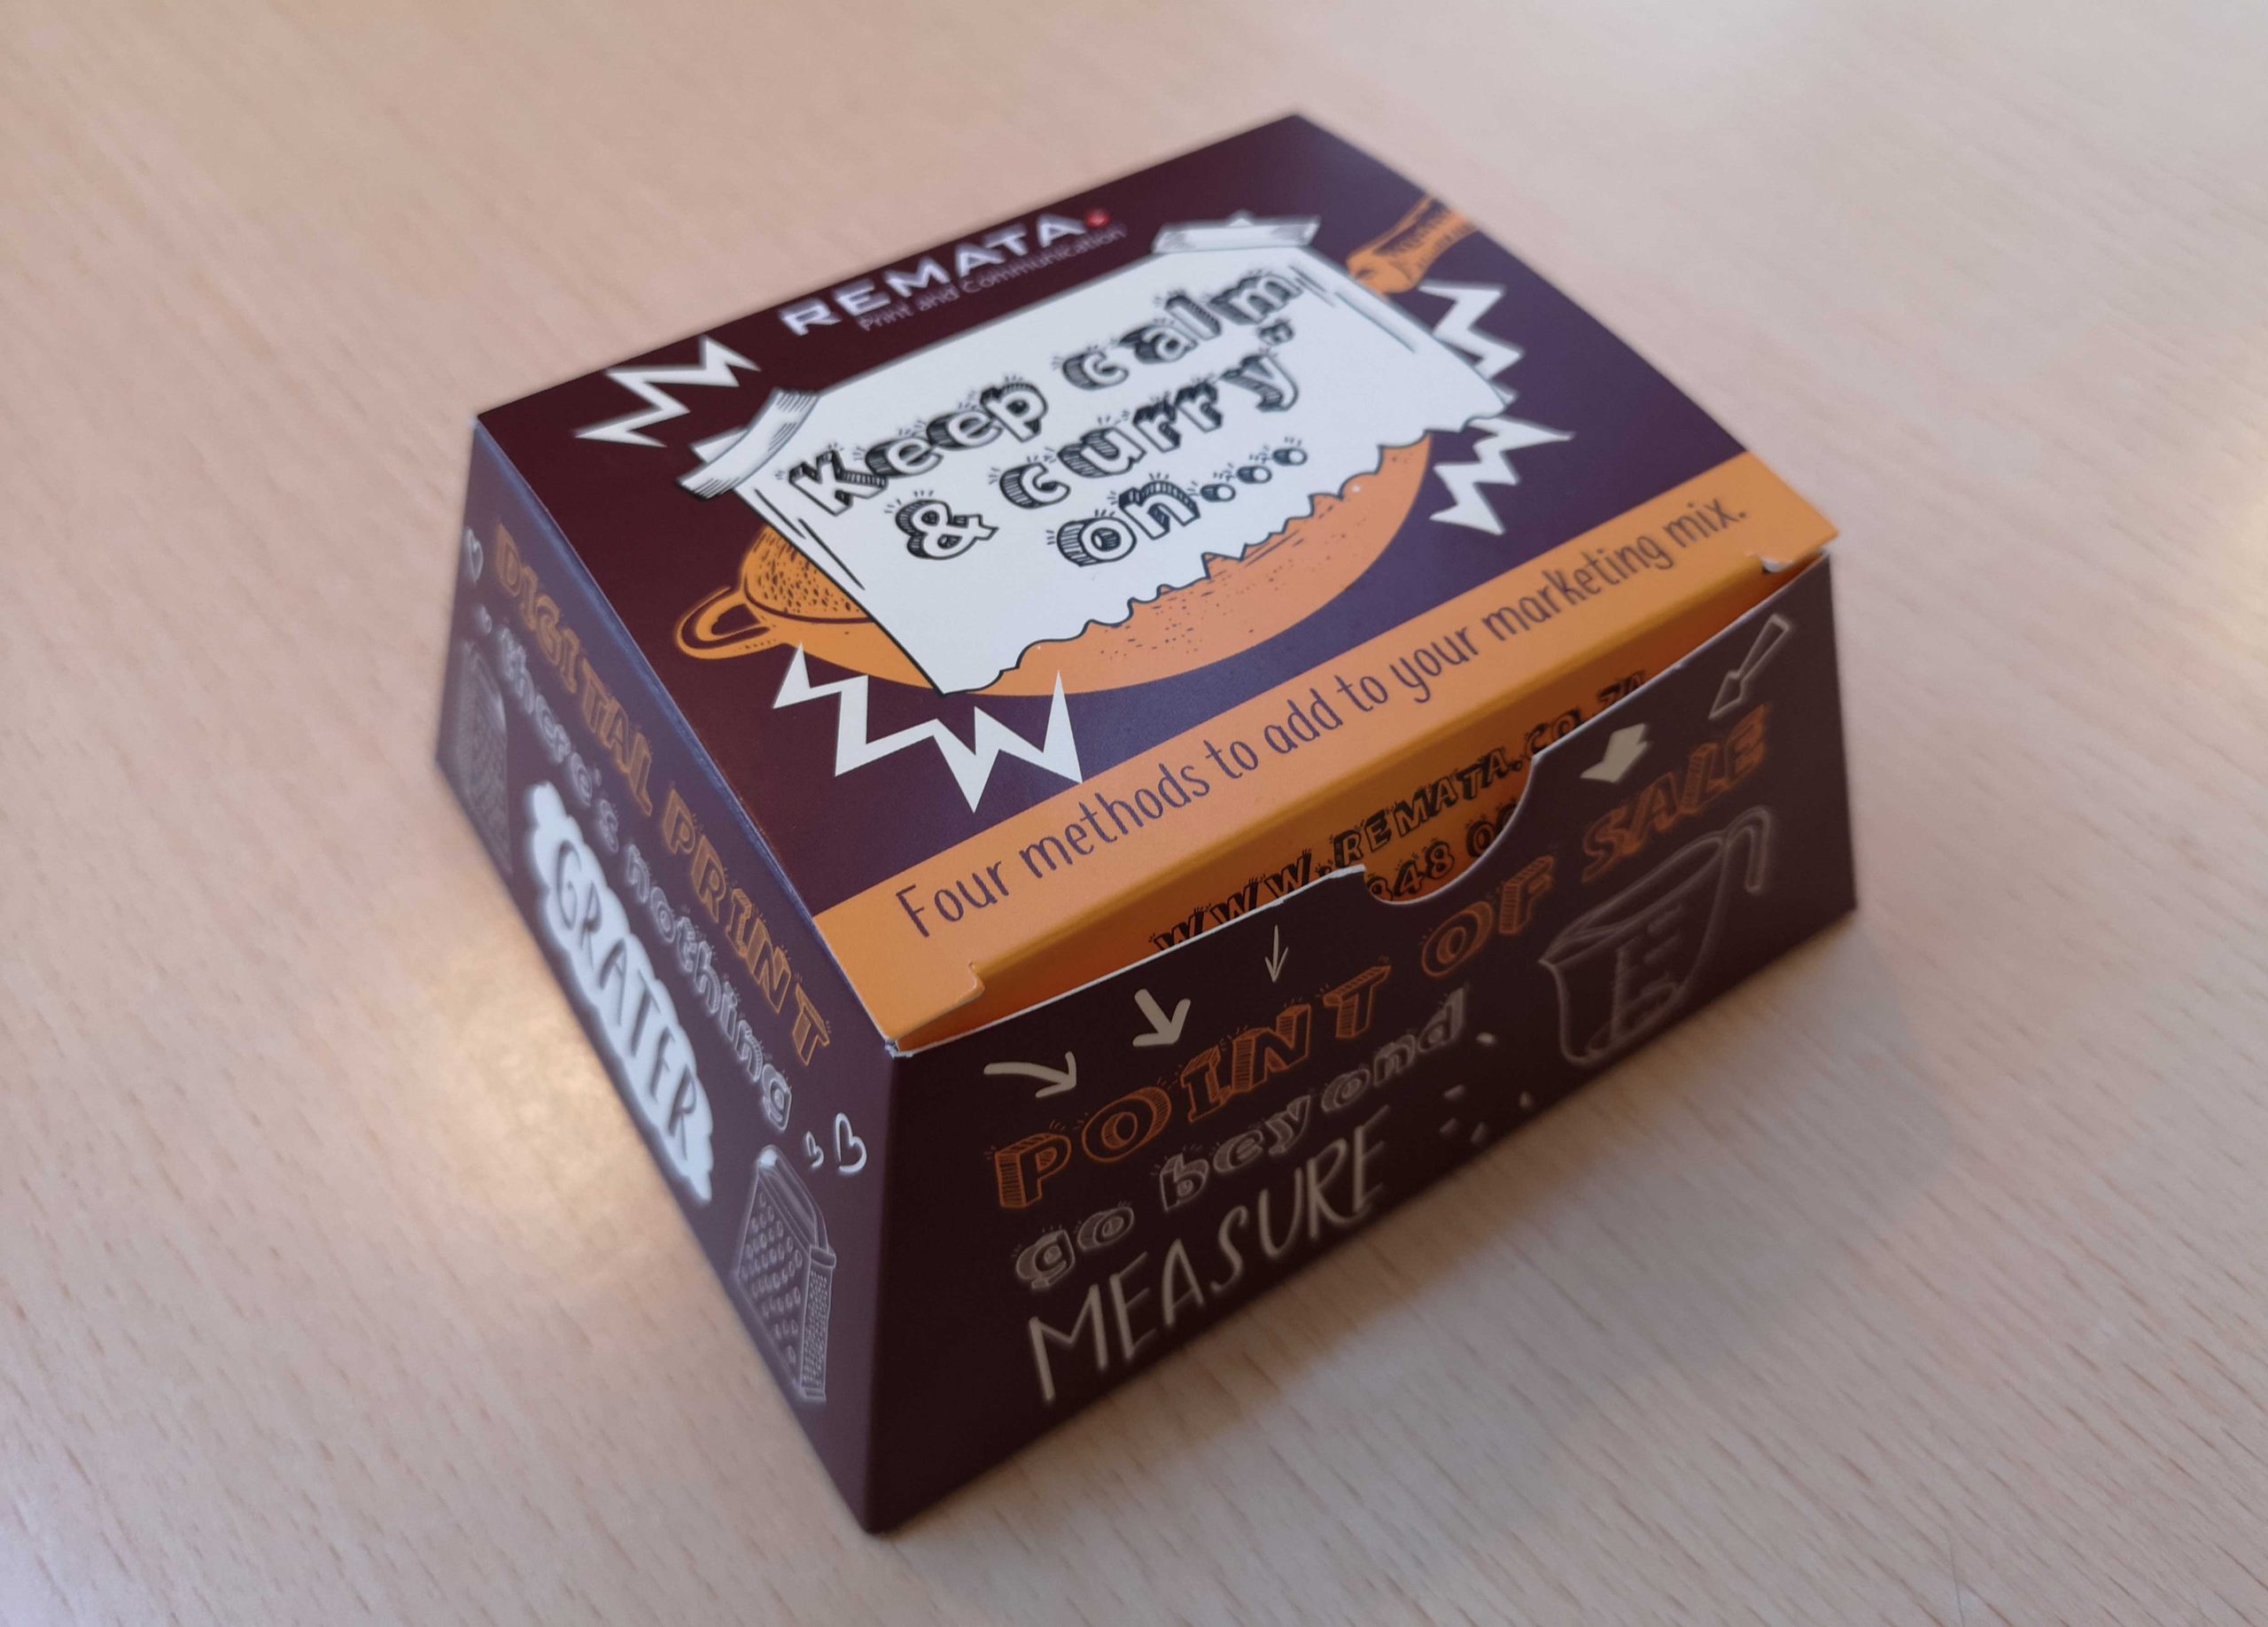 REMATA
Print and Communication
Keep calm
& curry
on...
Four methods to add to your marketing mix.
WWW.REMATA.CO.ZA
848
POINT OF SALE
go beyond
MEASURE
DIGITAL PRINT
there's nothing
GRATER